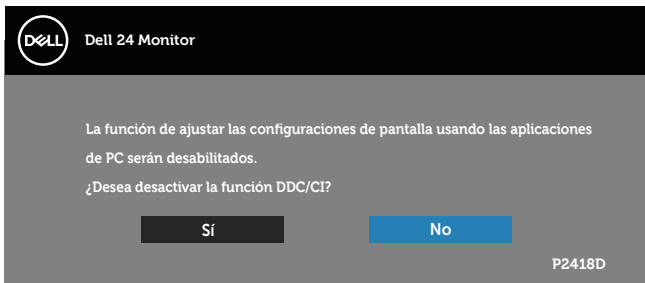 DELL
Dell 24 Monitor
La función de ajustar las configuraciones de pantalla usando las aplicaciones
de PC serán desabilitados.
¿Desea desactivar la función DDC/CI?
Sí
No
P2418D